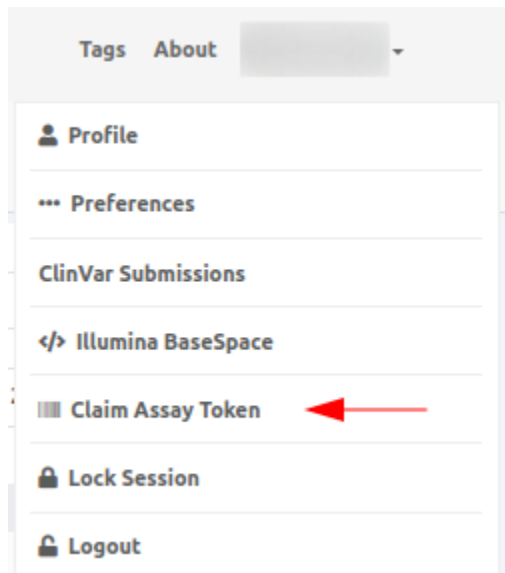 Tags About
Profile
Preferences
ClinVar Submissions
Illumina BaseSpace
Claim Assay Token
Lock Session
Logout